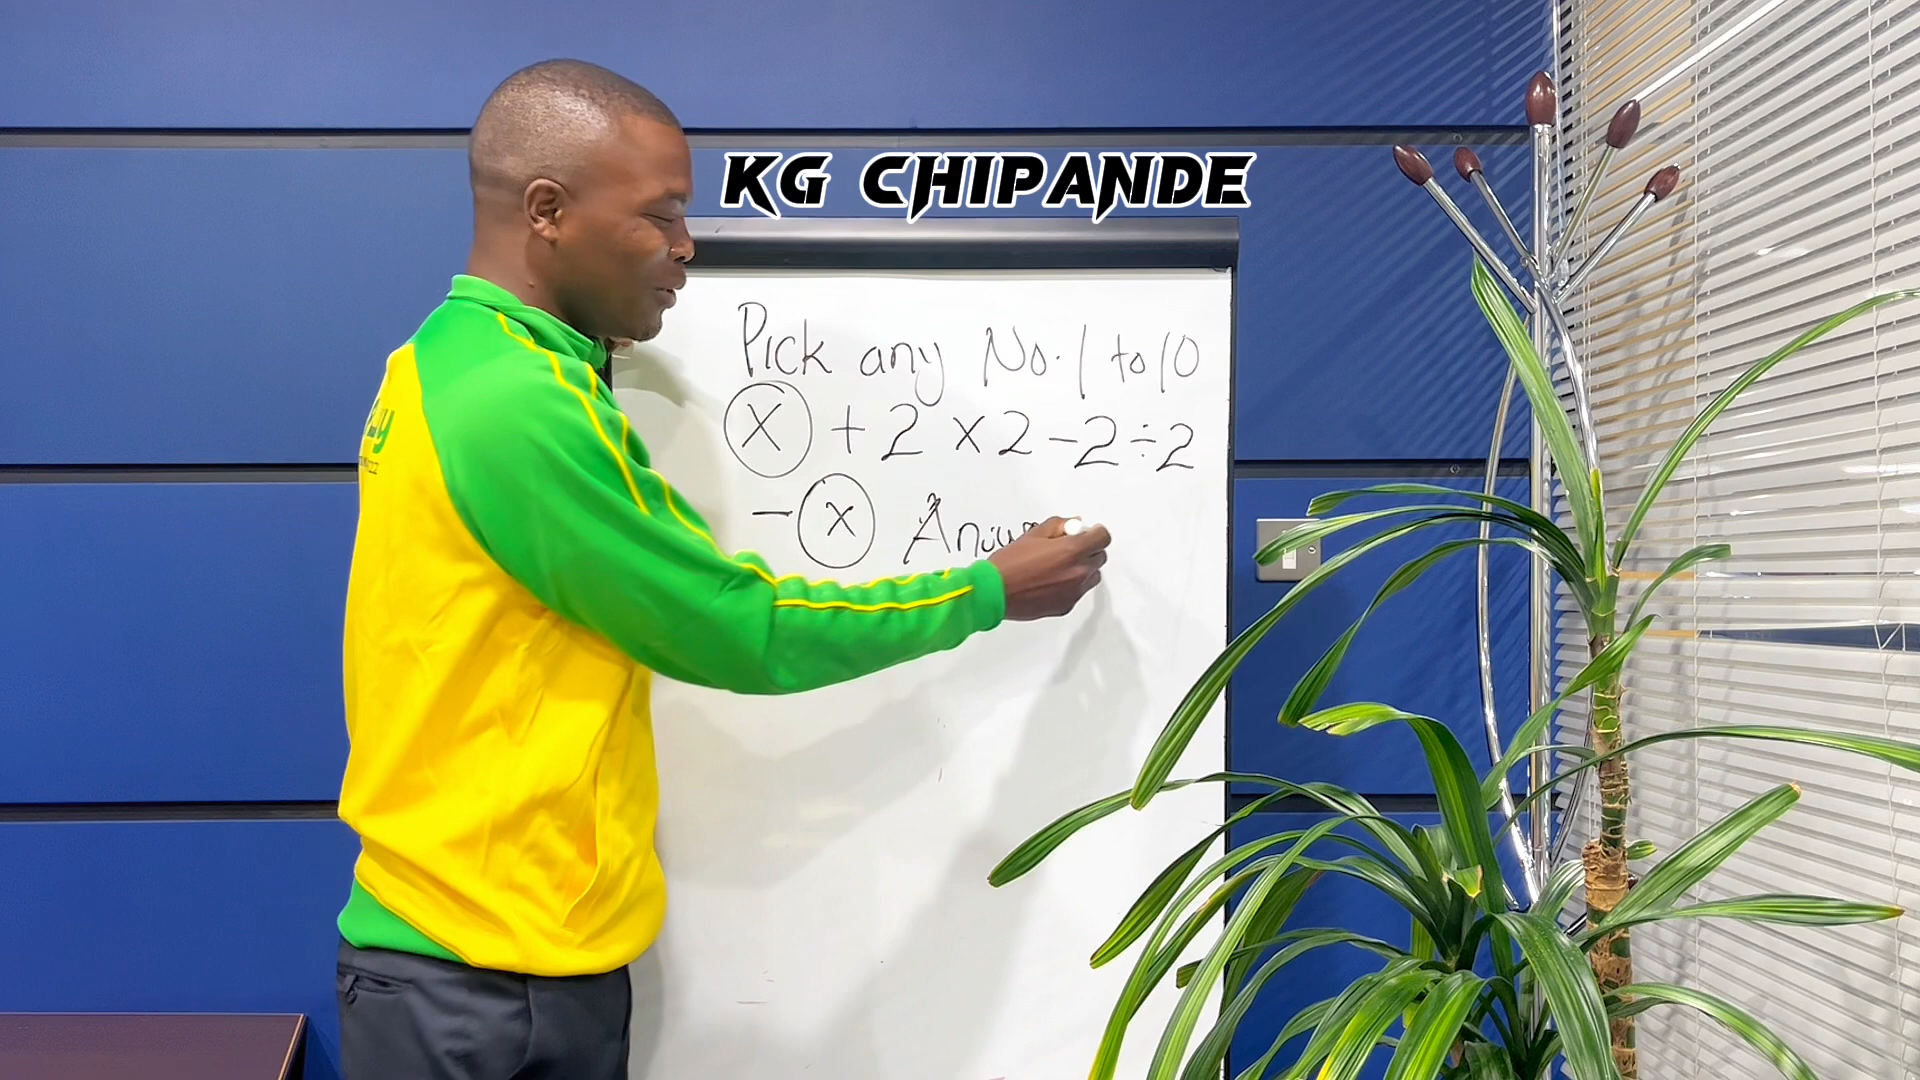 KG CHIPANDE
Pick any No. 1 to 10
X + 2 × 2 - 2 ÷ 2
- X